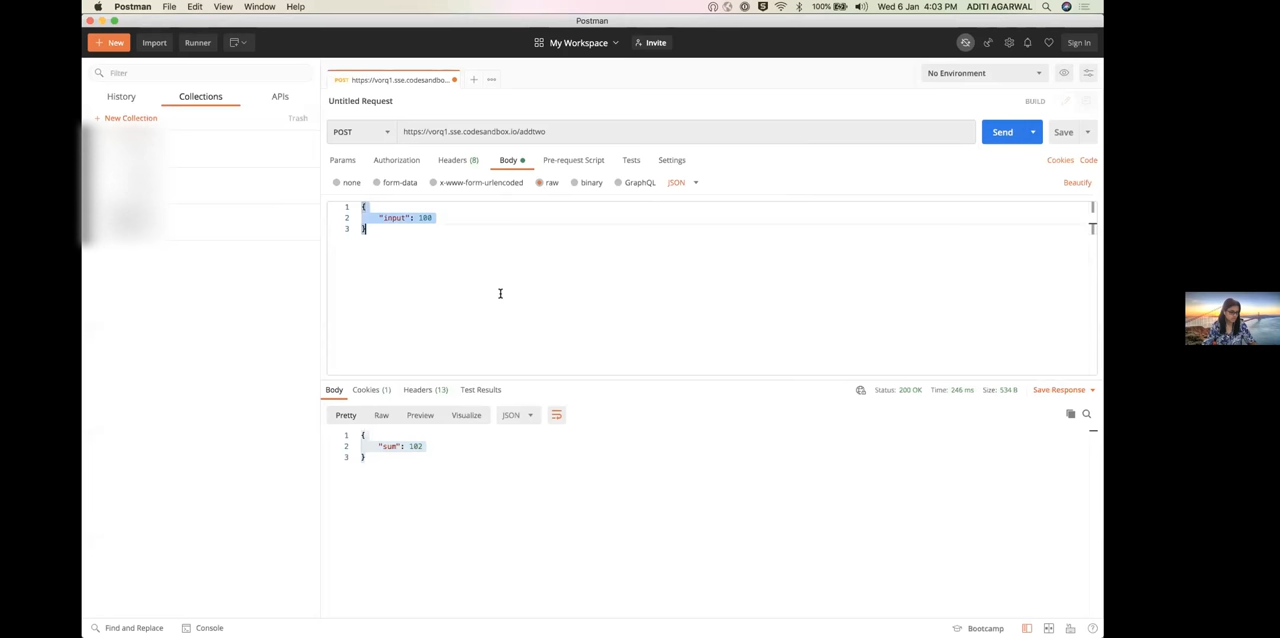 Postman File Edit View Window Help 100% Wed 6 Jan 4:03 PM ADITI AGARWAL
Postman
+ New Import Runner My Workspace Invite Sign In
Filter
History Collections APIs
+ New Collection Trash
POST https://vorq1.sse.codesandbo... + •••
No Environment
Untitled Request BUILD
POST https://vorq1.sse.codesandbox.io/addtwo Send Save
Params Authorization Headers (8) Body Pre-request Script Tests Settings Cookies Code
none form-data x-www-form-urlencoded raw binary GraphQL JSON Beautify
1 {
2 "input": 100
3 }
Body Cookies (1) Headers (13) Test Results Status: 200 OK Time: 246 ms Size: 534 B Save Response
Pretty Raw Preview Visualize JSON
1 {
2 "sum": 102
3 }
Find and Replace Console Bootcamp